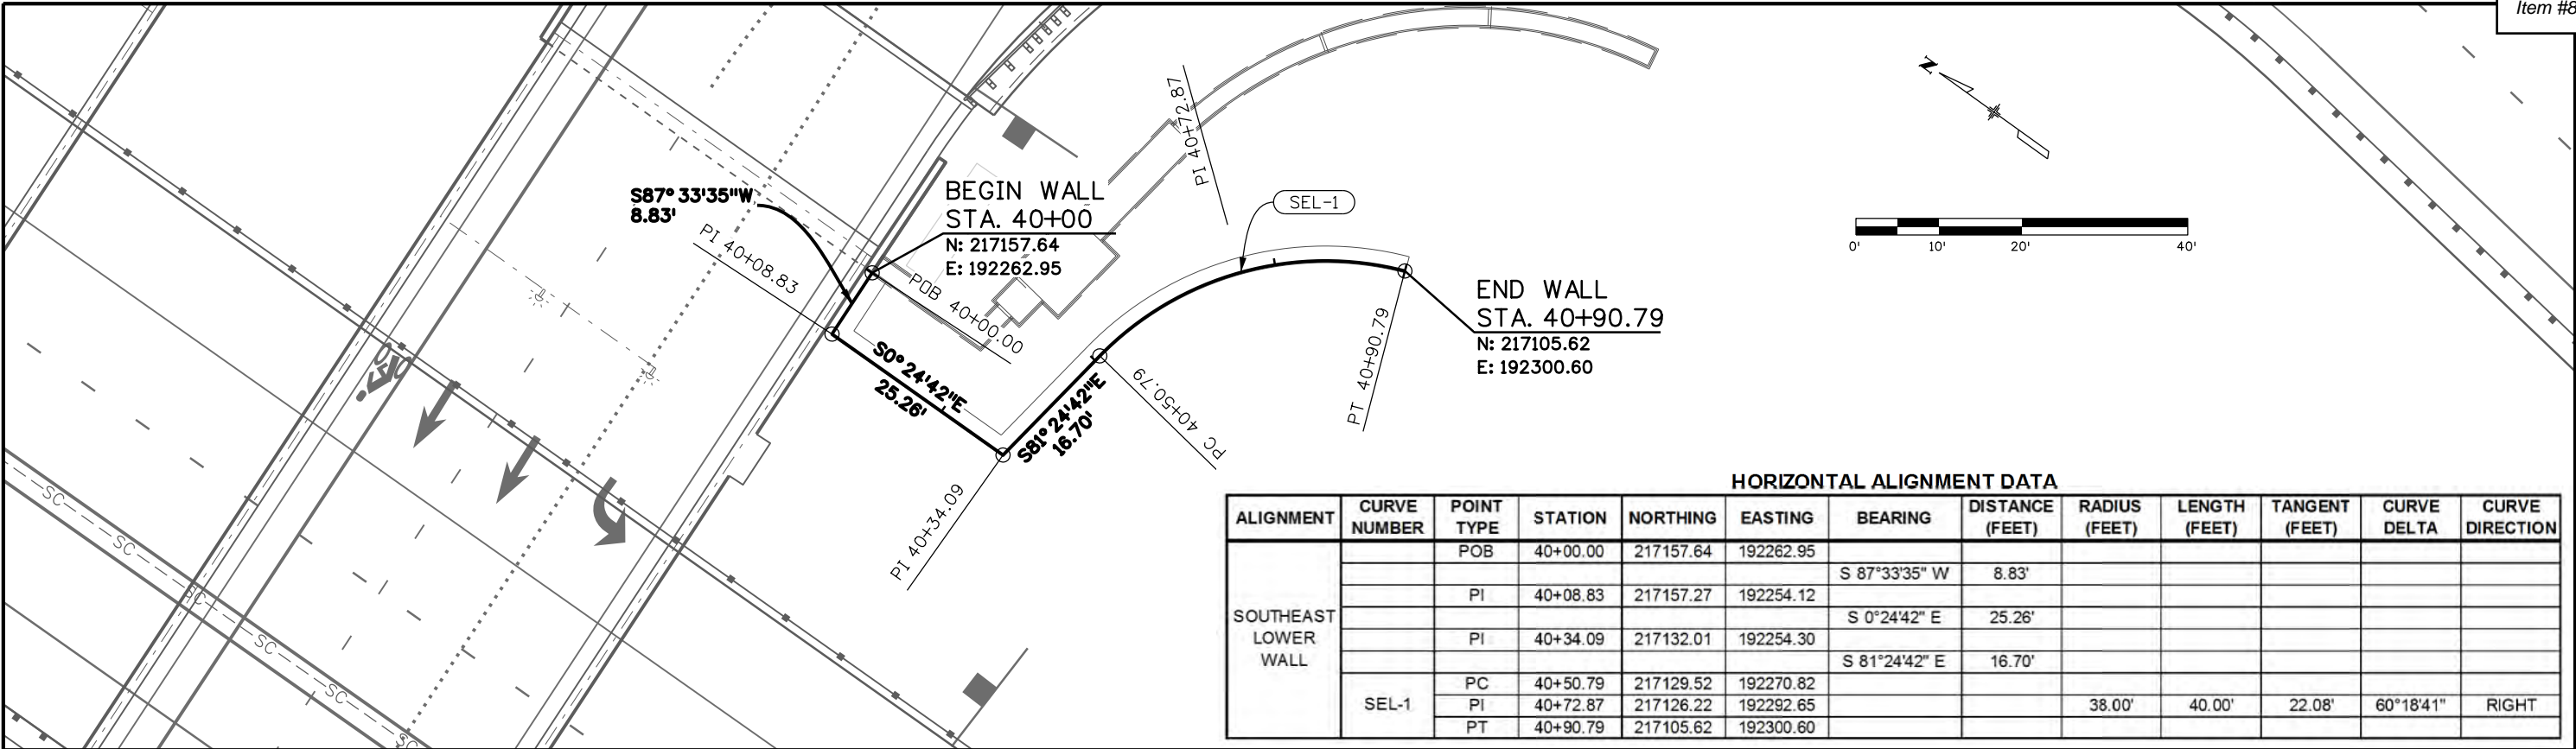 Item #8
N
0' 10' 20' 40'
S87°33'35"W
8.83'
BEGIN WALL
STA. 40+00
N: 217157.64
E: 192262.95
PI 40+08.83
POB 40+00.00
S0°24'42"E
25.26'
S81°24'42"E
16.70'
PI 40+34.09
PC 40+50.79
PI 40+72.87
SEL-1
PT 40+90.79
END WALL
STA. 40+90.79
N: 217105.62
E: 192300.60
SC
SC
SC
SC
SC
SC
HORIZONTAL ALIGNMENT DATA
ALIGNMENT CURVE NUMBER POINT TYPE STATION NORTHING EASTING BEARING DISTANCE (FEET) RADIUS (FEET) LENGTH (FEET) TANGENT (FEET) CURVE DELTA CURVE DIRECTION
SOUTHEAST LOWER WALL
POB 40+00.00 217157.64 192262.95
S 87°33'35" W 8.83'
PI 40+08.83 217157.27 192254.12
S 0°24'42" E 25.26'
PI 40+34.09 217132.01 192254.30
S 81°24'42" E 16.70'
SEL-1
PC 40+50.79 217129.52 192270.82
PI 40+72.87 217126.22 192292.65 38.00' 40.00' 22.08' 60°18'41" RIGHT
PT 40+90.79 217105.62 192300.60